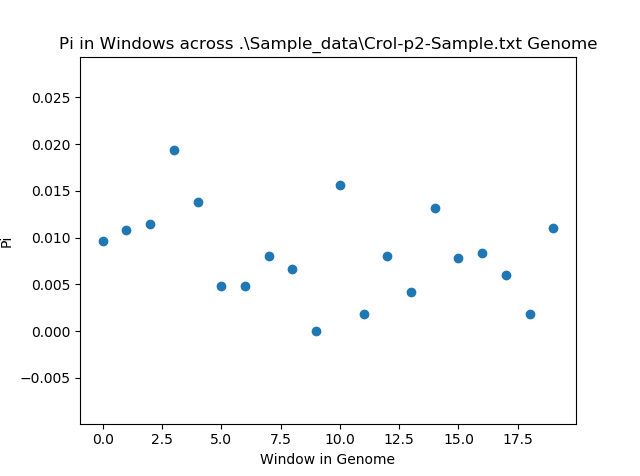 Pi in Windows across .\Sample_data\Crol-p2-Sample.txt Genome
0.025
0.020
0.015
0.010
0.005
0.000
−0.005
Pi
0.0 2.5 5.0 7.5 10.0 12.5 15.0 17.5
Window in Genome